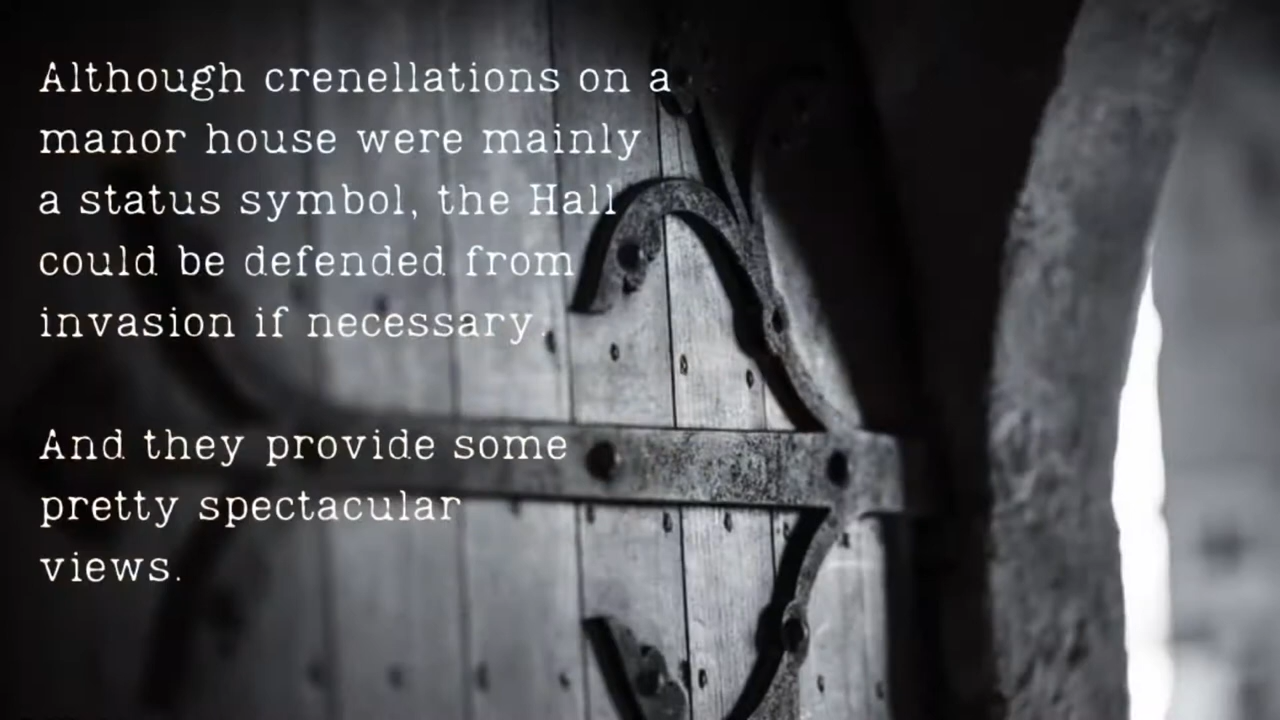 Although crenellations on a
manor house were mainly
a status symbol, the Hall
could be defended from
invasion if necessary.
And they provide some
pretty spectacular
views.